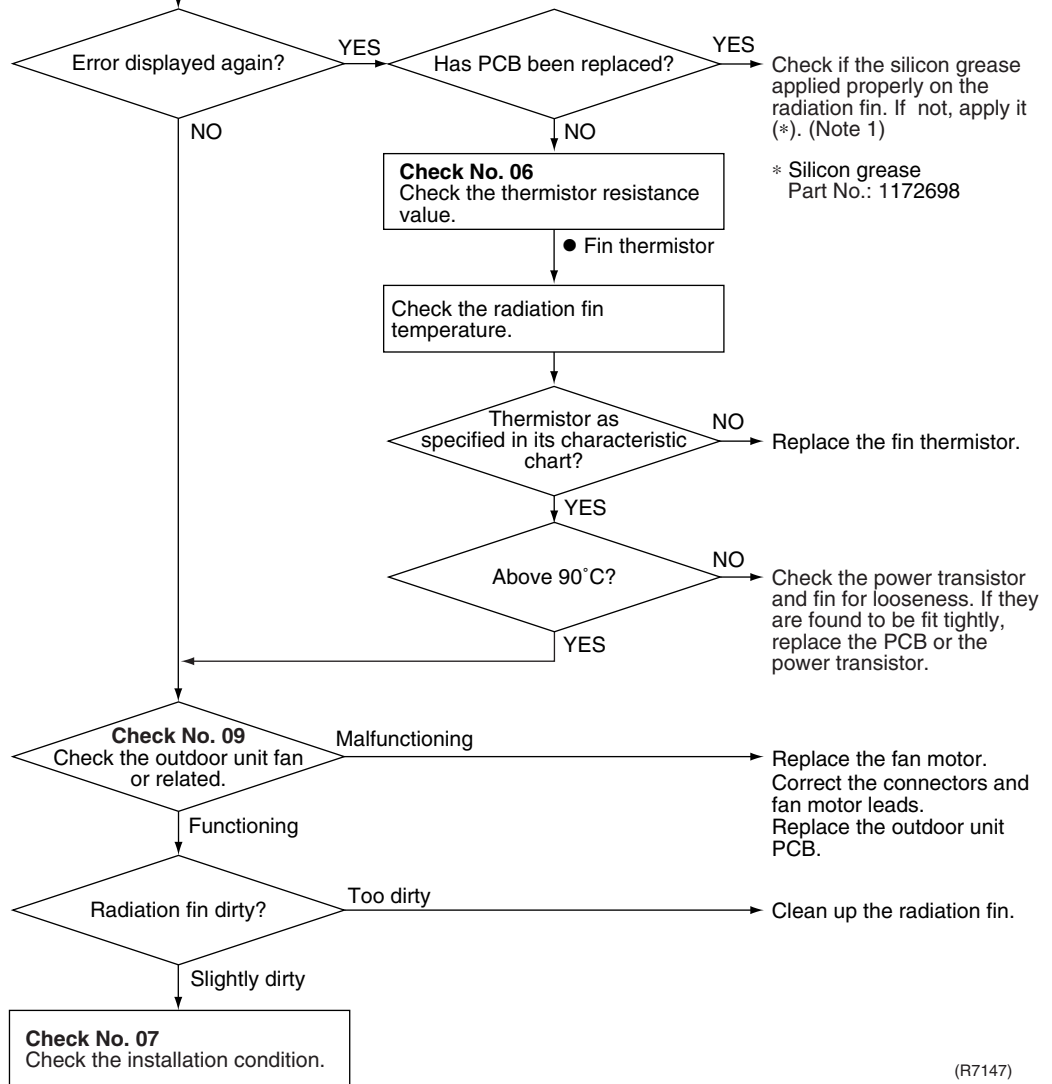 Error displayed again?
YES
Has PCB been replaced?
YES
Check if the silicon grease
applied properly on the
radiation fin. If not, apply it
(*). (Note 1)
* Silicon grease
Part No.: 1172698
NO
NO
Check No. 06
Check the thermistor resistance
value.
● Fin thermistor
Check the radiation fin
temperature.
Thermistor as
specified in its characteristic
chart?
NO
Replace the fin thermistor.
YES
Above 90˚C?
NO
Check the power transistor
and fin for looseness. If they
are found to be fit tightly,
replace the PCB or the
power transistor.
YES
Check No. 09
Check the outdoor unit fan
or related.
Malfunctioning
Replace the fan motor.
Correct the connectors and
fan motor leads.
Replace the outdoor unit
PCB.
Functioning
Radiation fin dirty?
Too dirty
Clean up the radiation fin.
Slightly dirty
Check No. 07
Check the installation condition.
(R7147)